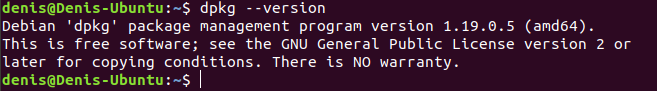 denis@Denis-Ubuntu:~$ dpkg --version
Debian 'dpkg' package management program version 1.19.0.5 (amd64).
This is free software; see the GNU General Public License version 2 or
later for copying conditions. There is NO warranty.
denis@Denis-Ubuntu:~$